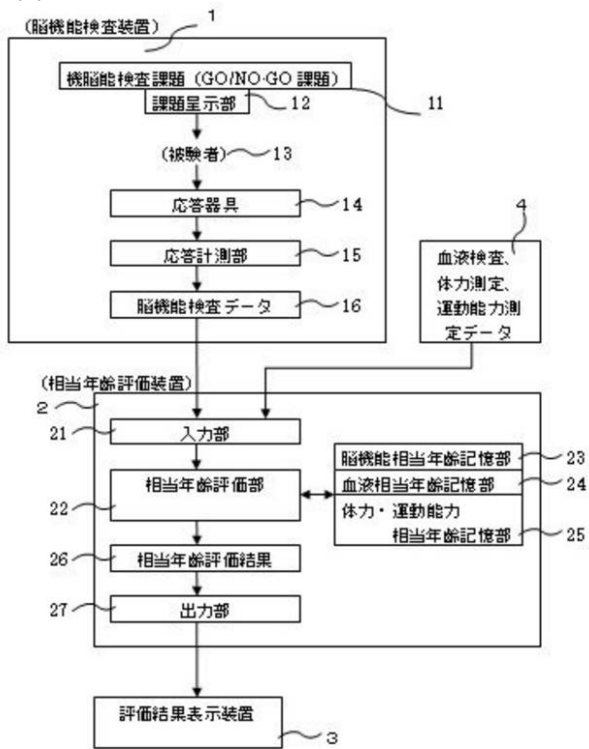 (脳機能検査装置)
1
機脳能検査課題（GO/NO-GO 課題）
11
課題呈示部
12
(被験者)
13
応答器具
14
応答計測部
15
脳機能検査データ
16
4
血液検査、
体力測定、
運動能力測
定データ
(相当年齢評価装置)
2
21
入力部
22
相当年齢評価部
脳機能相当年齢記憶部
23
血液相当年齢記憶部
24
体力・運動能力
相当年齢記憶部
25
26
相当年齢評価結果
27
出力部
評価結果表示装置
3